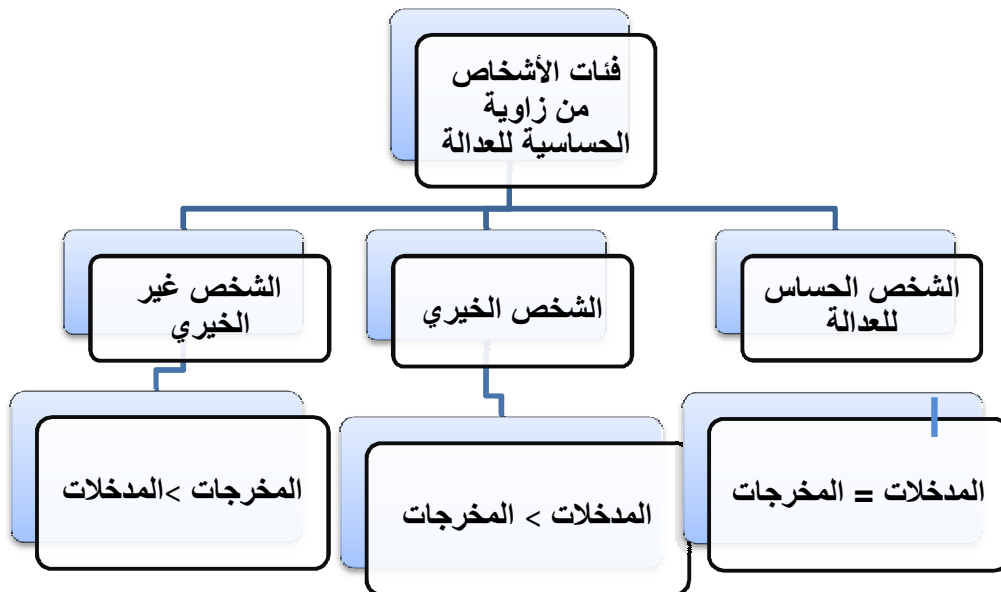 فئات الأشخاص
من زاوية
الحساسية للعدالة
الشخص الحساس
للعدالة
الشخص الخيري
الشخص غير
الخيري
المدخلات = المخرجات
المدخلات > المخرجات
المخرجات >المدخلات